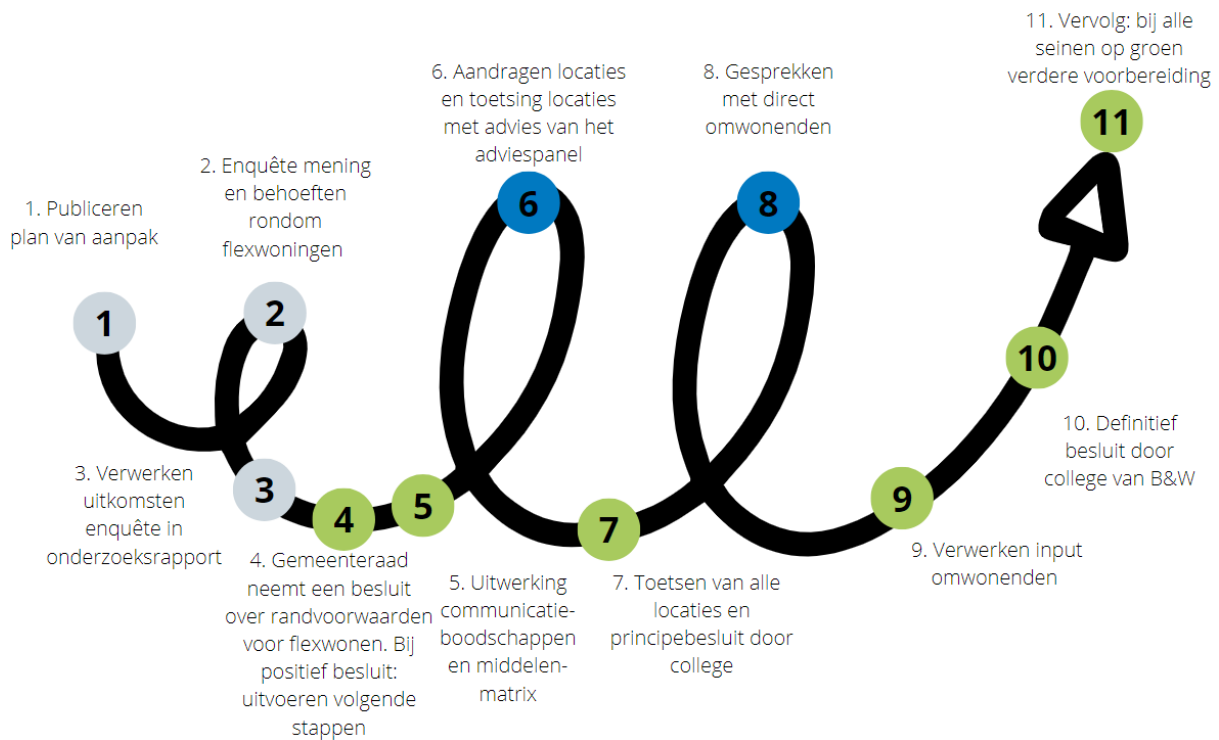 1. Publiceren
plan van aanpak
1
2. Enquête mening
en behoeften
rondom
flexwoningen
2
3. Verwerken
uitkomsten
enquête in
onderzoeksrapport
3
4
4. Gemeenteraad
neemt een besluit
over randvoorwaarden
voor flexwonen. Bij
positief besluit:
uitvoeren volgende
stappen
5
5. Uitwerking
communicatie-
boodschappen
en middelen-
matrix
6. Aandragen locaties
en toetsing locaties
met advies van het
adviespanel
6
7
7. Toetsen van alle
locaties en
principebesluit door
college
8. Gesprekken
met direct
omwonenden
8
9
9. Verwerken input
omwonenden
10
10. Definitief
besluit door
college van B&W
11. Vervolg: bij alle
seinen op groen
verdere voorbereiding
11